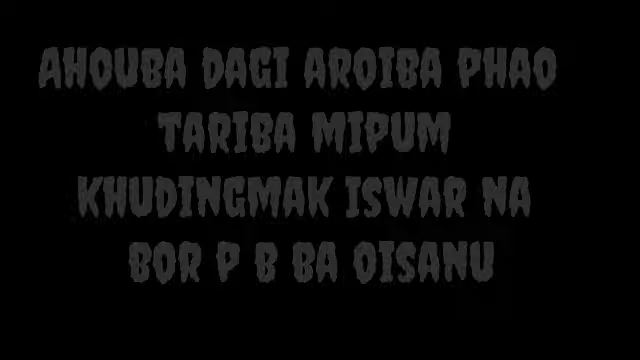 AHOUBA DAGI AROIBA PHAO
TARIBA MIPUM
KHUDINGMAK ISWAR NA
BOR P B BA OISANU